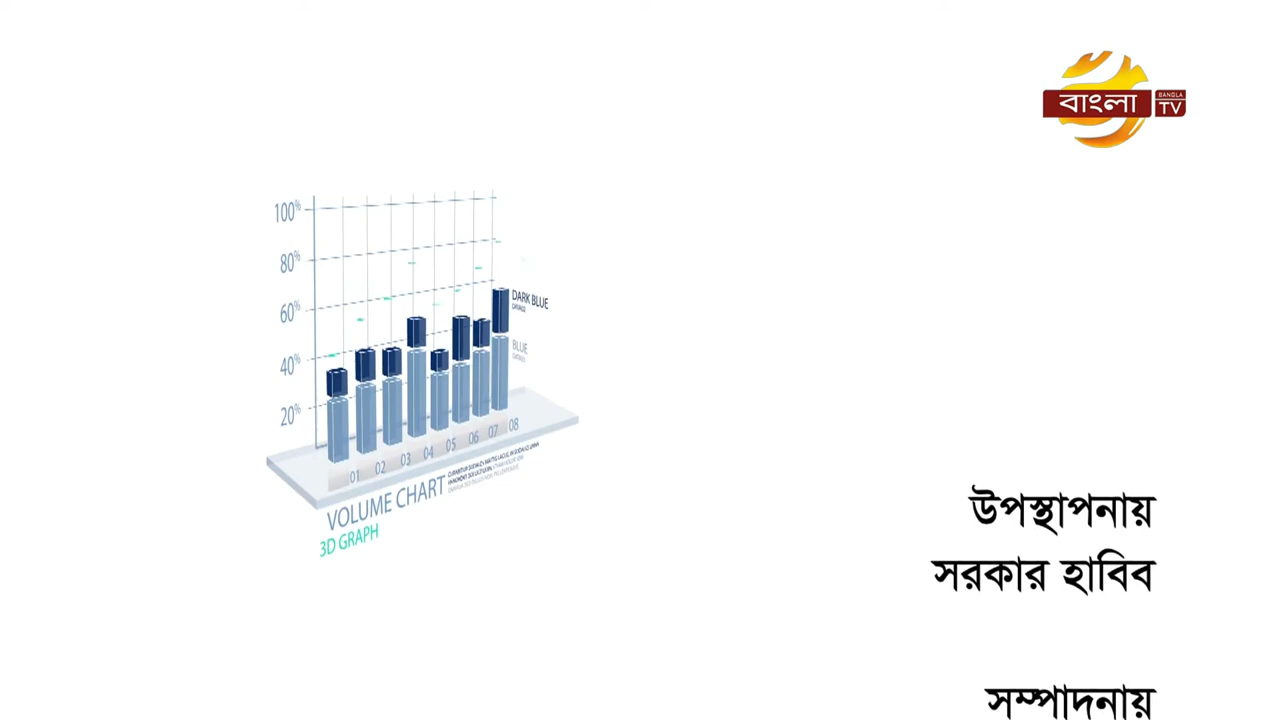 বাংলা
BANGLA
TV
100%
80%
60%
40%
20%
DARK BLUE
BLUE
01 02 03 04 05 06 07 08
VOLUME CHART
3D GRAPH
উপস্থাপনায়
সরকার হাবিব
সম্পাদনায়